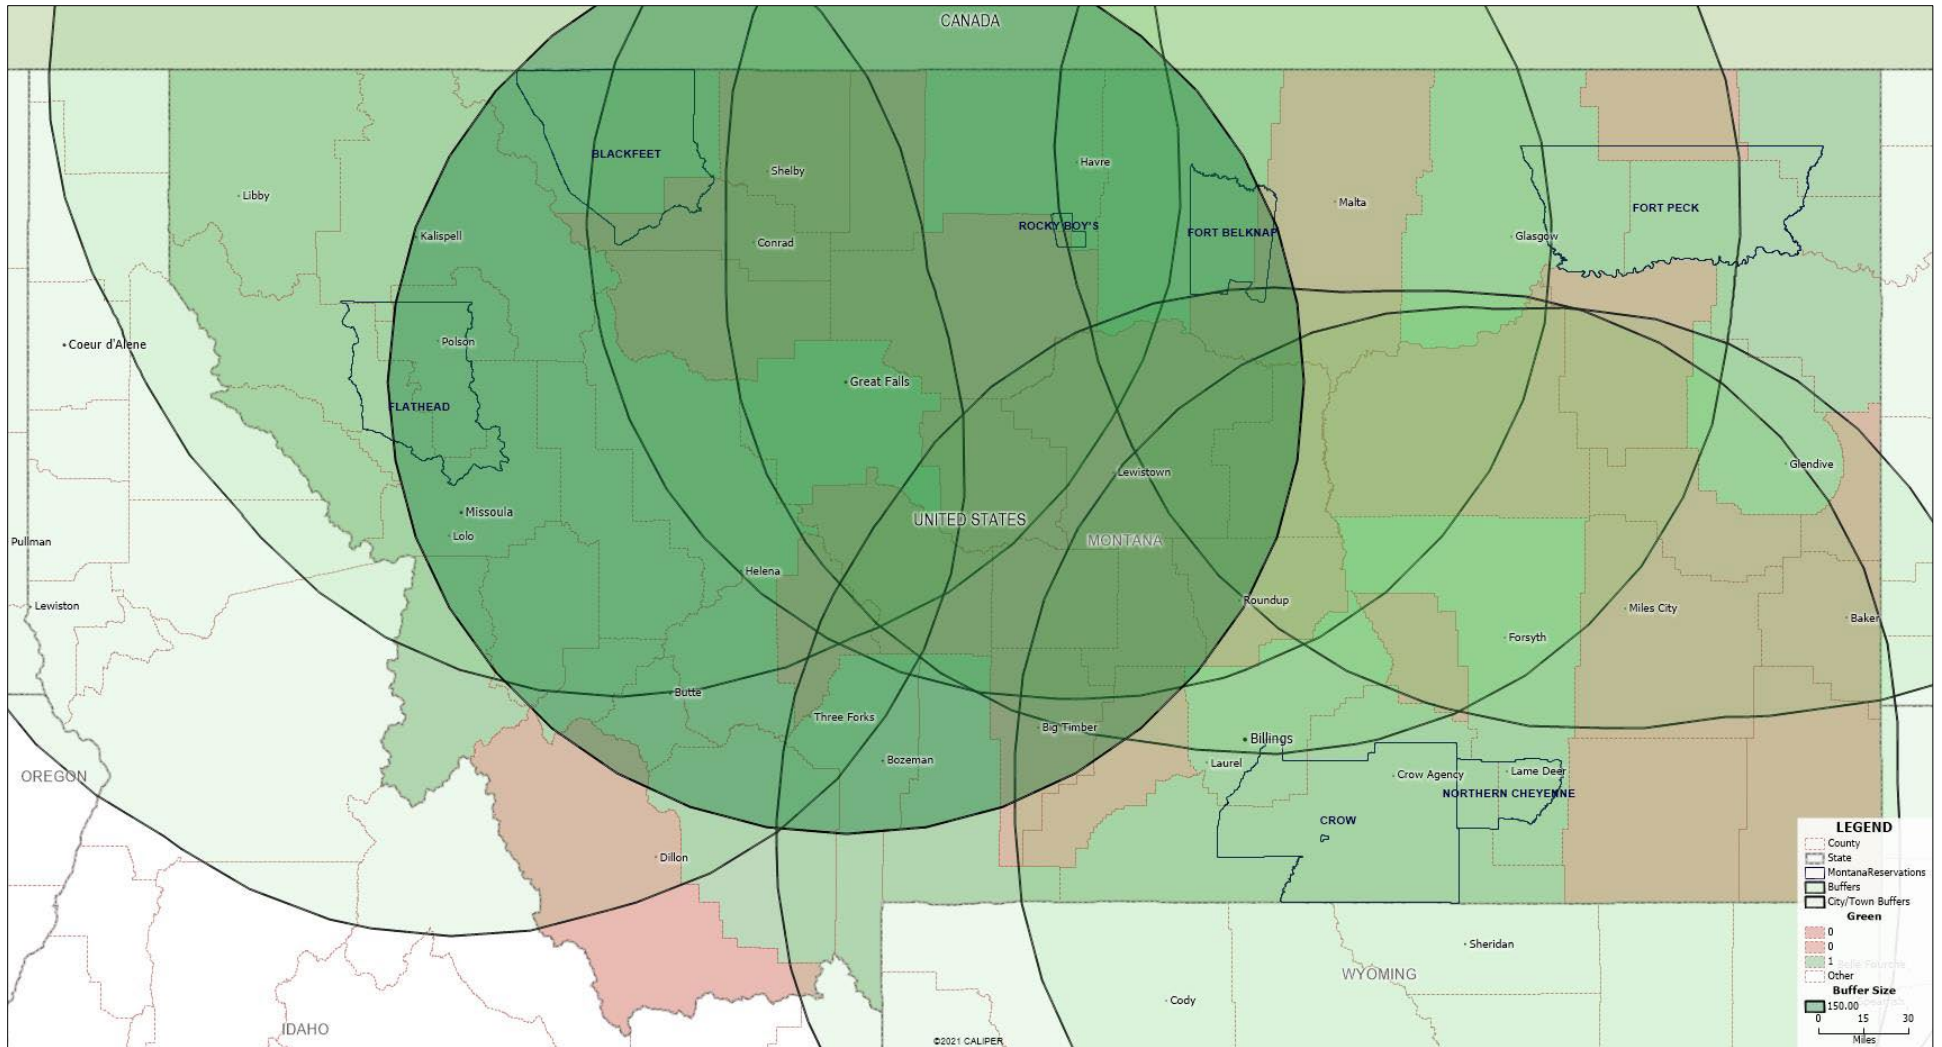 CANADA
BLACKFEET
Shelby
Havre
Libby
Malta
ROCKY BOY'S
FORT BELKNAP
FORT PECK
Kalispell
Conrad
Glasgow
Coeur d'Alene
Polson
Great Falls
FLATHEAD
Glendive
Lewistown
Missoula
UNITED STATES
Lolo
MONTANA
Pullman
Helena
Lewiston
Roundup
Miles City
Baker
Forsyth
Butte
Three Forks
Big Timber
Billings
Bozeman
Laurel
OREGON
Crow Agency
Lame Deer
NORTHERN CHEYENNE
CROW
Dillon
Sheridan
WYOMING
Cody
IDAHO
©2021 CALIPER
LEGEND
County
State
MontanaReservations
Buffers
City/Town Buffers
Green
0
0
1
Other
Buffer Size
150.00
0 15 30
Miles